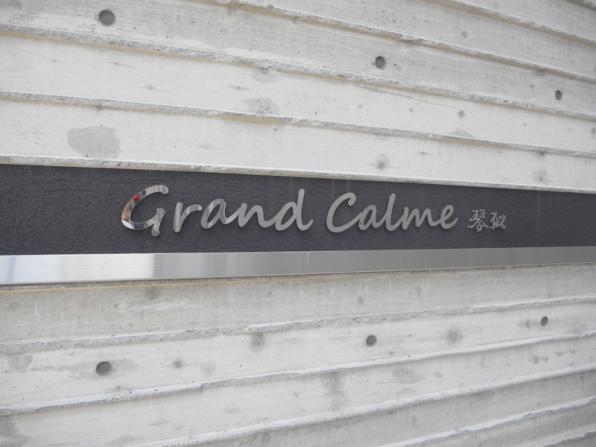 Grand Calme 琴似